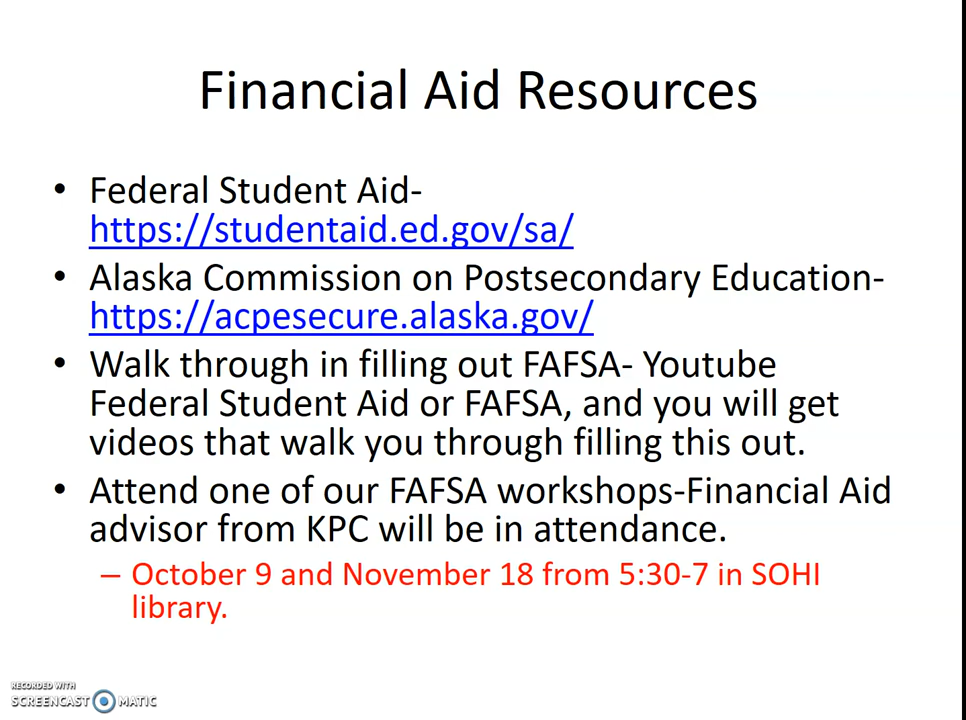 Financial Aid Resources
• Federal Student Aid-
https://studentaid.ed.gov/sa/
• Alaska Commission on Postsecondary Education-
https://acpesecure.alaska.gov/
• Walk through in filling out FAFSA- Youtube
Federal Student Aid or FAFSA, and you will get
videos that walk you through filling this out.
• Attend one of our FAFSA workshops-Financial Aid
advisor from KPC will be in attendance.
– October 9 and November 18 from 5:30-7 in SOHI
library.
RECORDED WITH
SCREENCAST MATIC